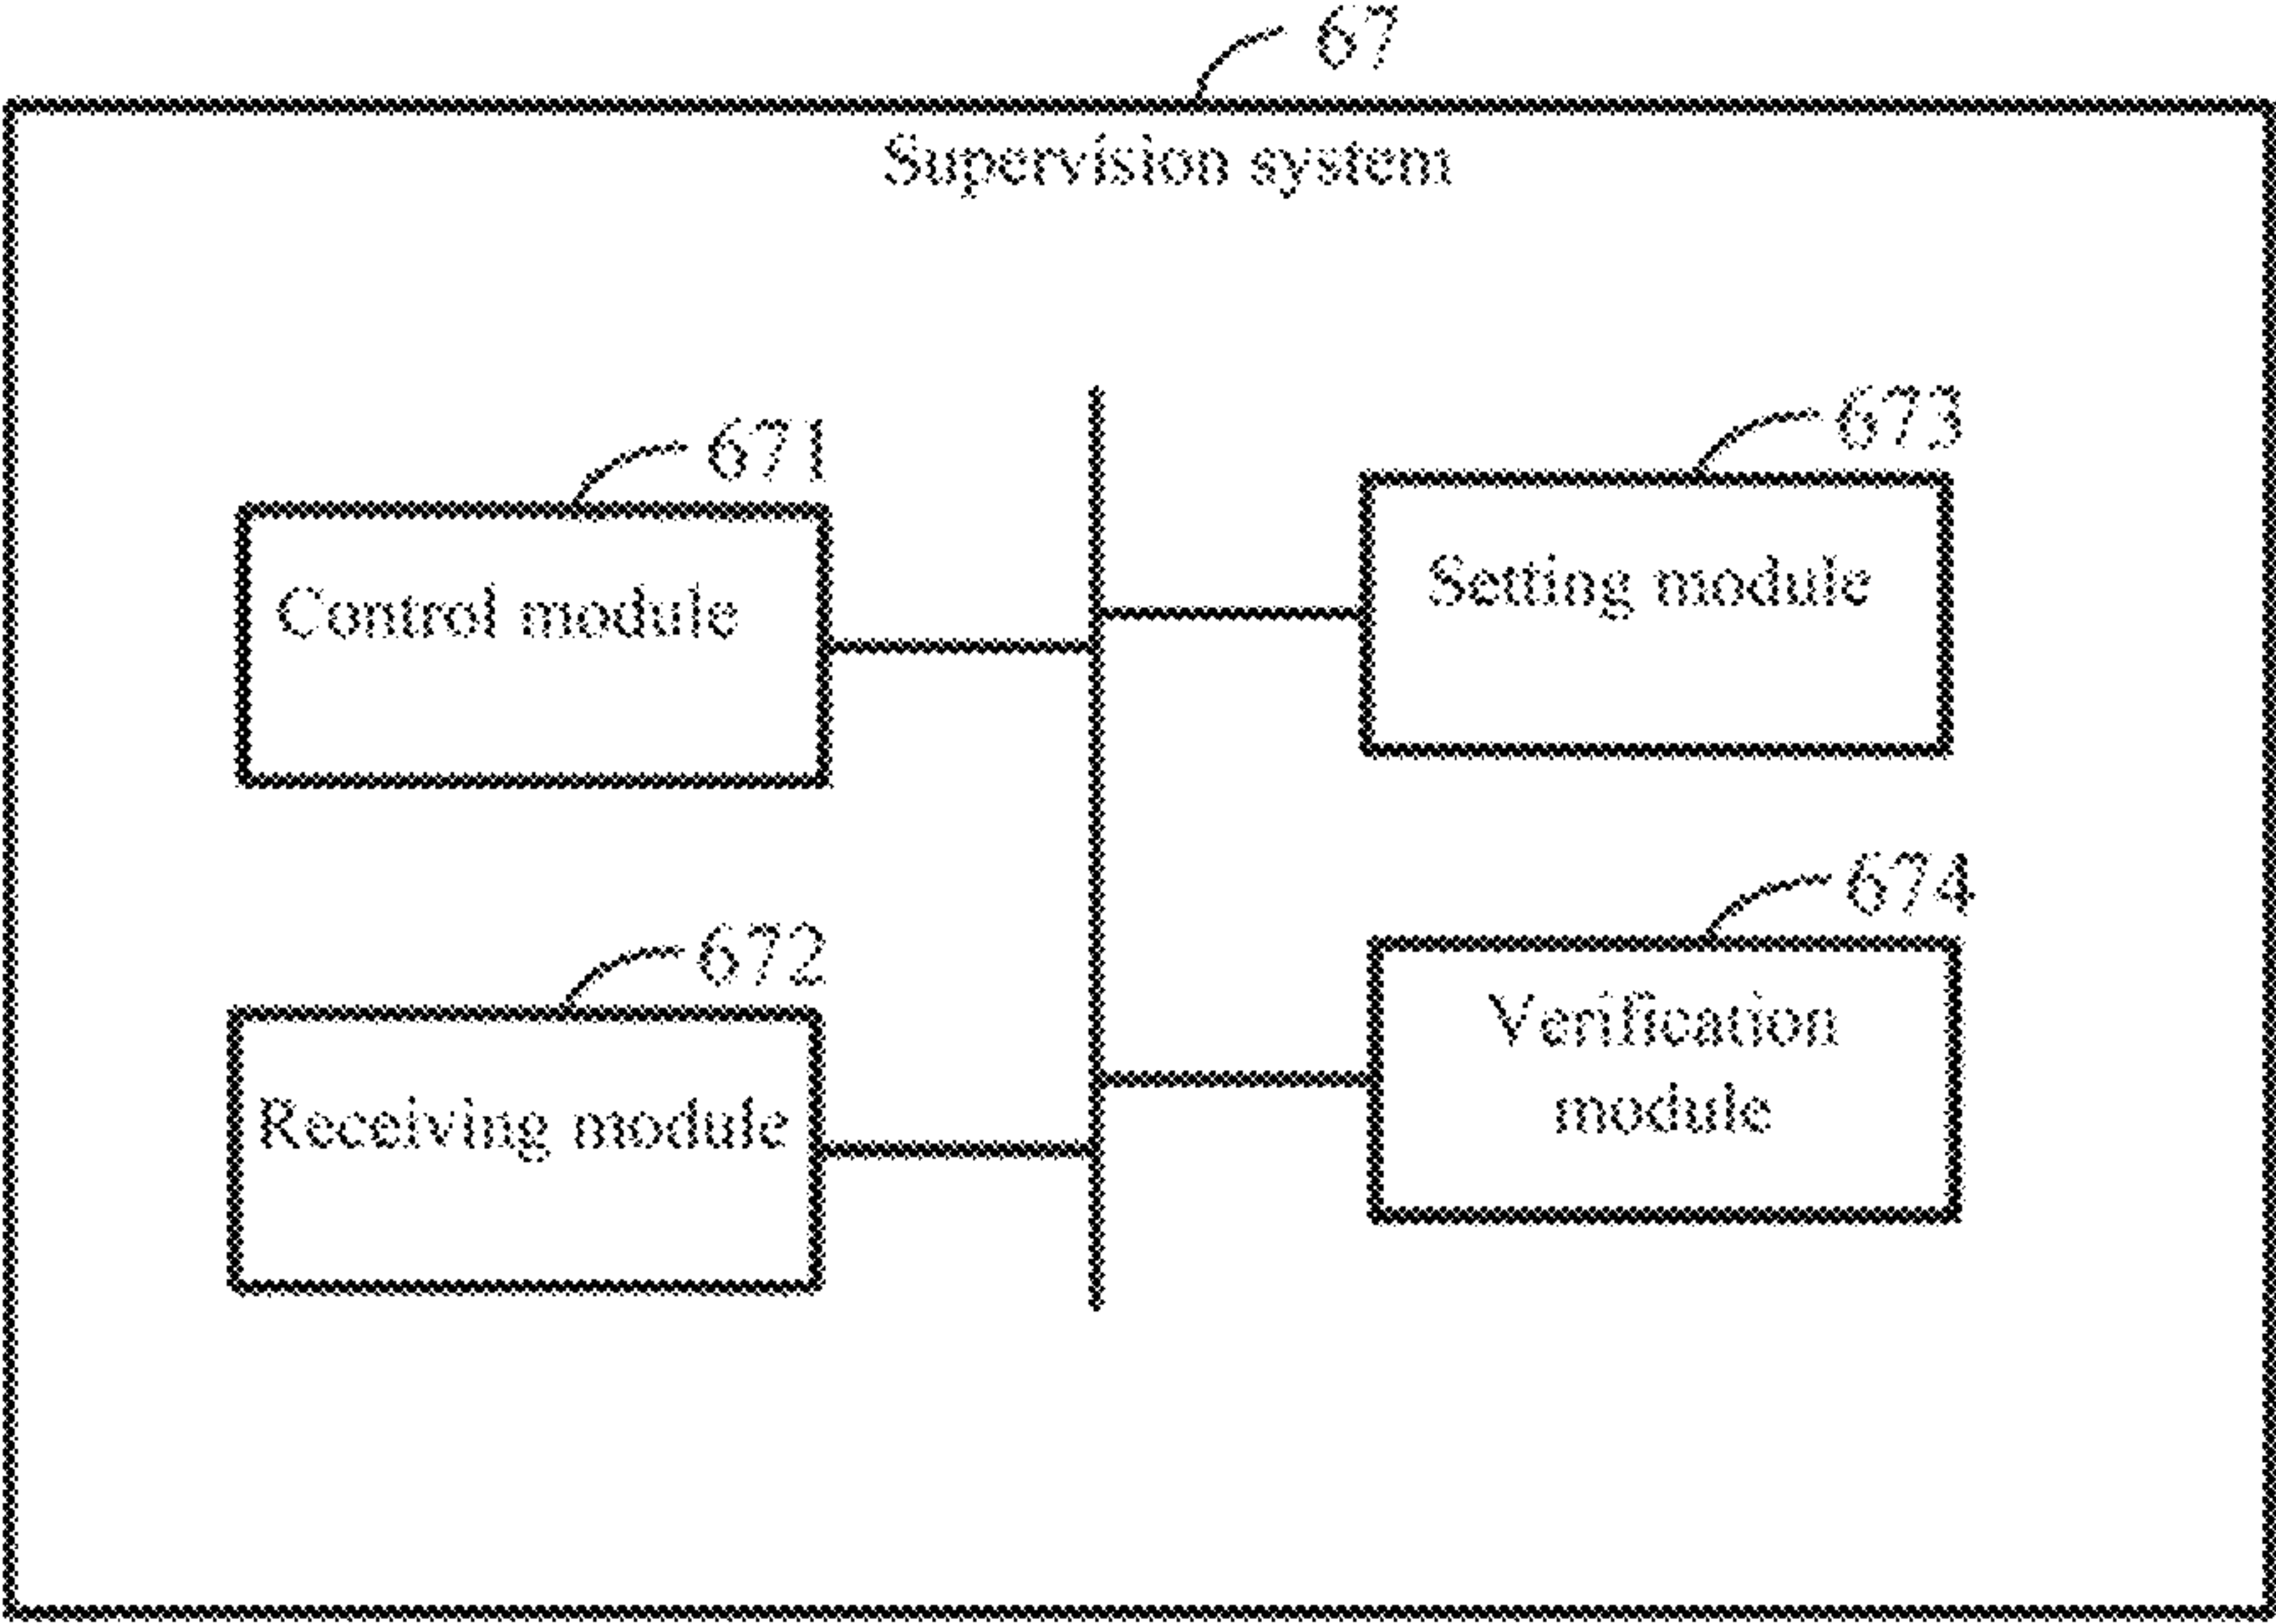 67
Supervision system
671
Control module
673
Setting module
672
Receiving module
674
Verification
module